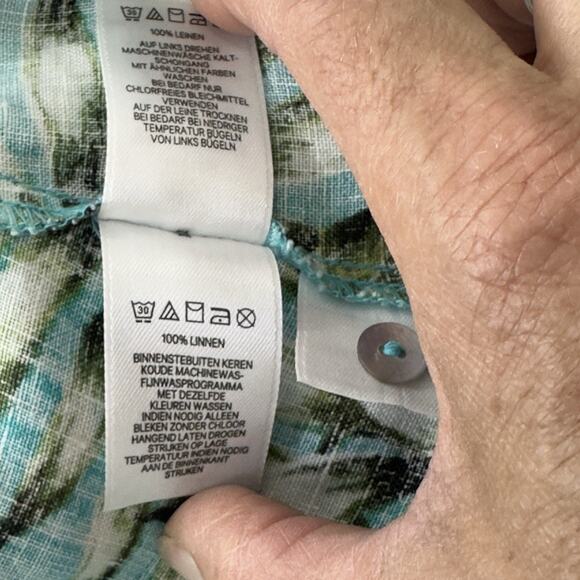 30
100% LEINEN
AUF LINKS DREHEN
MASCHINENWÄSCHE KALT-
SCHONGANG
MIT ÄHNLICHEN FARBEN
WASCHEN
BEI BEDARF NUR
CHLORFREIES BLEICHMITTEL
VERWENDEN
AUF DER LEINE TROCKNEN
BEI BEDARF BEI NIEDRIGER
TEMPERATUR BÜGELN
VON LINKS BÜGELN
30
100% LINNEN
BINNENSTEBUITEN KEREN
KOUDE MACHINEWAS-
FIJNWASPROGRAMMA
MET DEZELFDE
KLEUREN WASSEN
INDIEN NODIG ALLEEN
BLEKEN ZONDER CHLOOR
HANGEND LATEN DROGEN
STRIJKEN OP LAGE
TEMPERATUUR INDIEN NODIG
AAN DE BINNENKANT
STRIJKEN